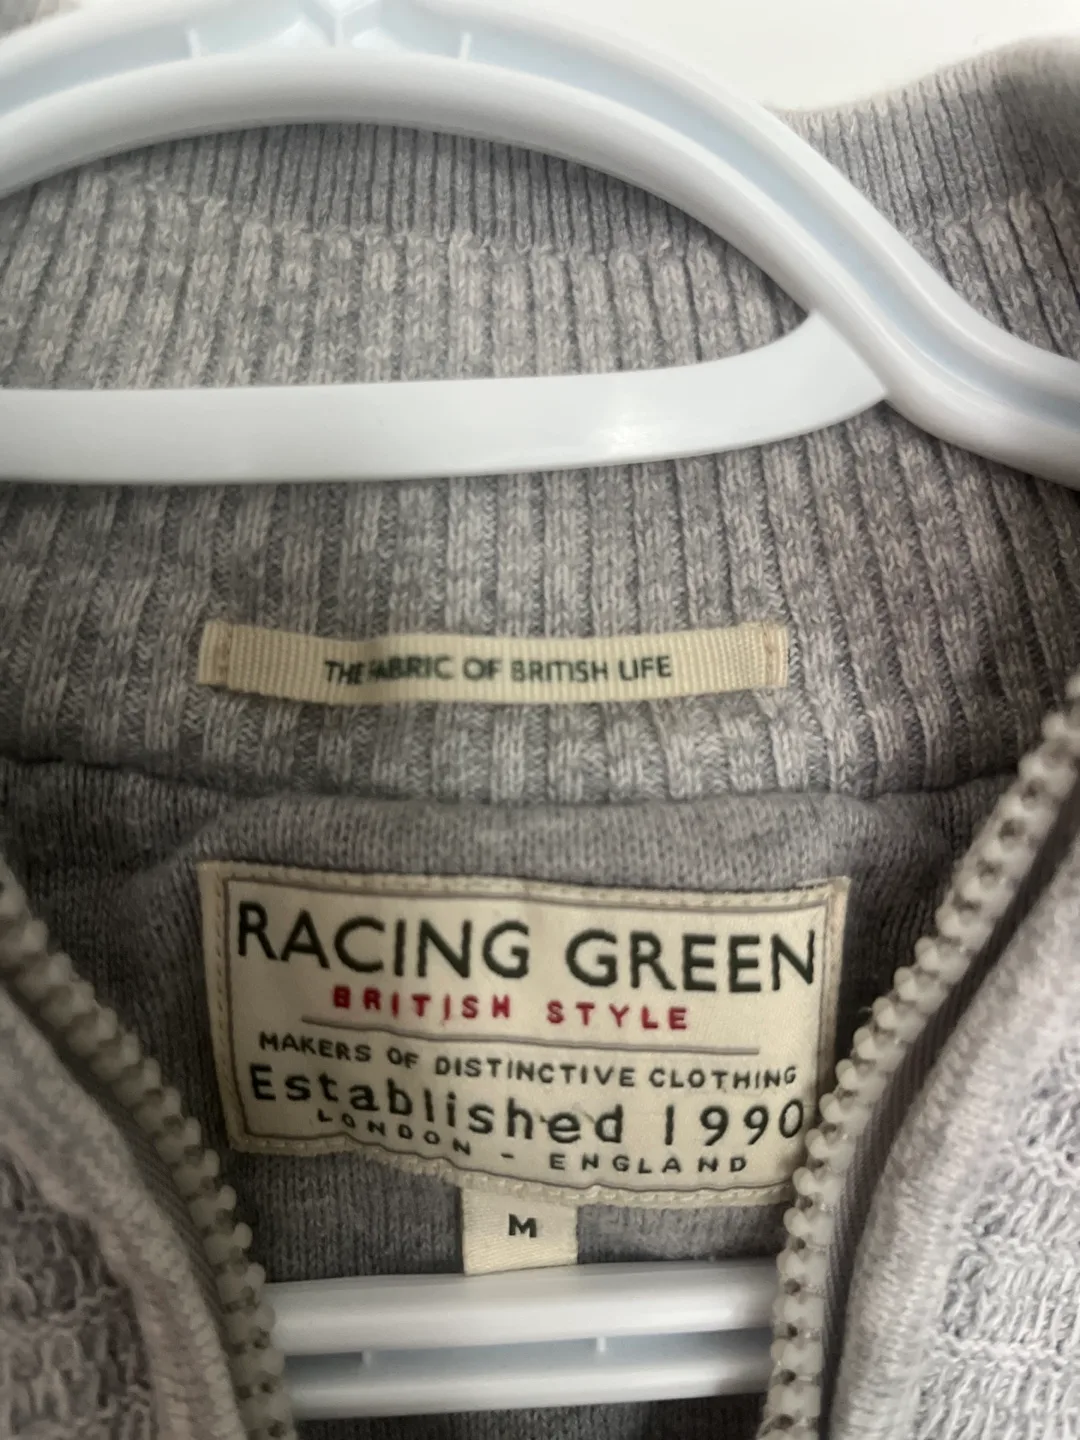 THE FABRIC OF BRITISH LIFE
RACING GREEN
BRITISH STYLE
MAKERS OF DISTINCTIVE CLOTHING
Established 1990
LONDON - ENGLAND
M